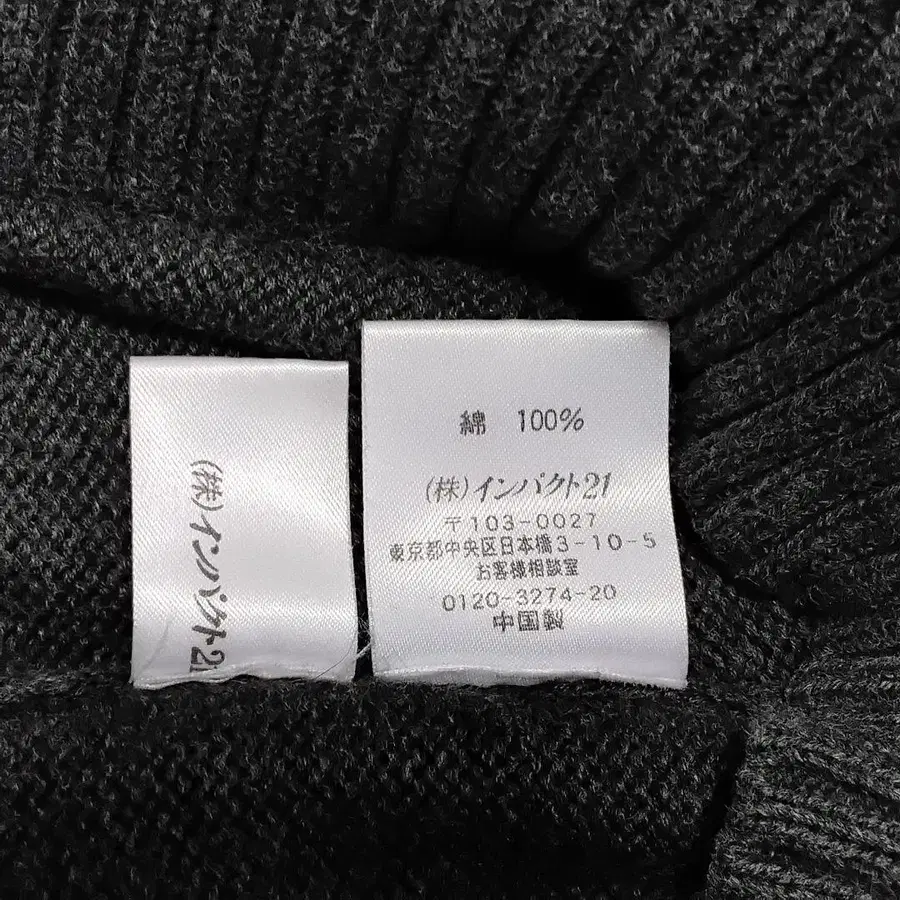 (株)インパクト21
綿 100%
(株)インパクト21
〒103-0027
東京都中央区日本橋3-10-5
お客様相談室
0120-3274-20
中国製